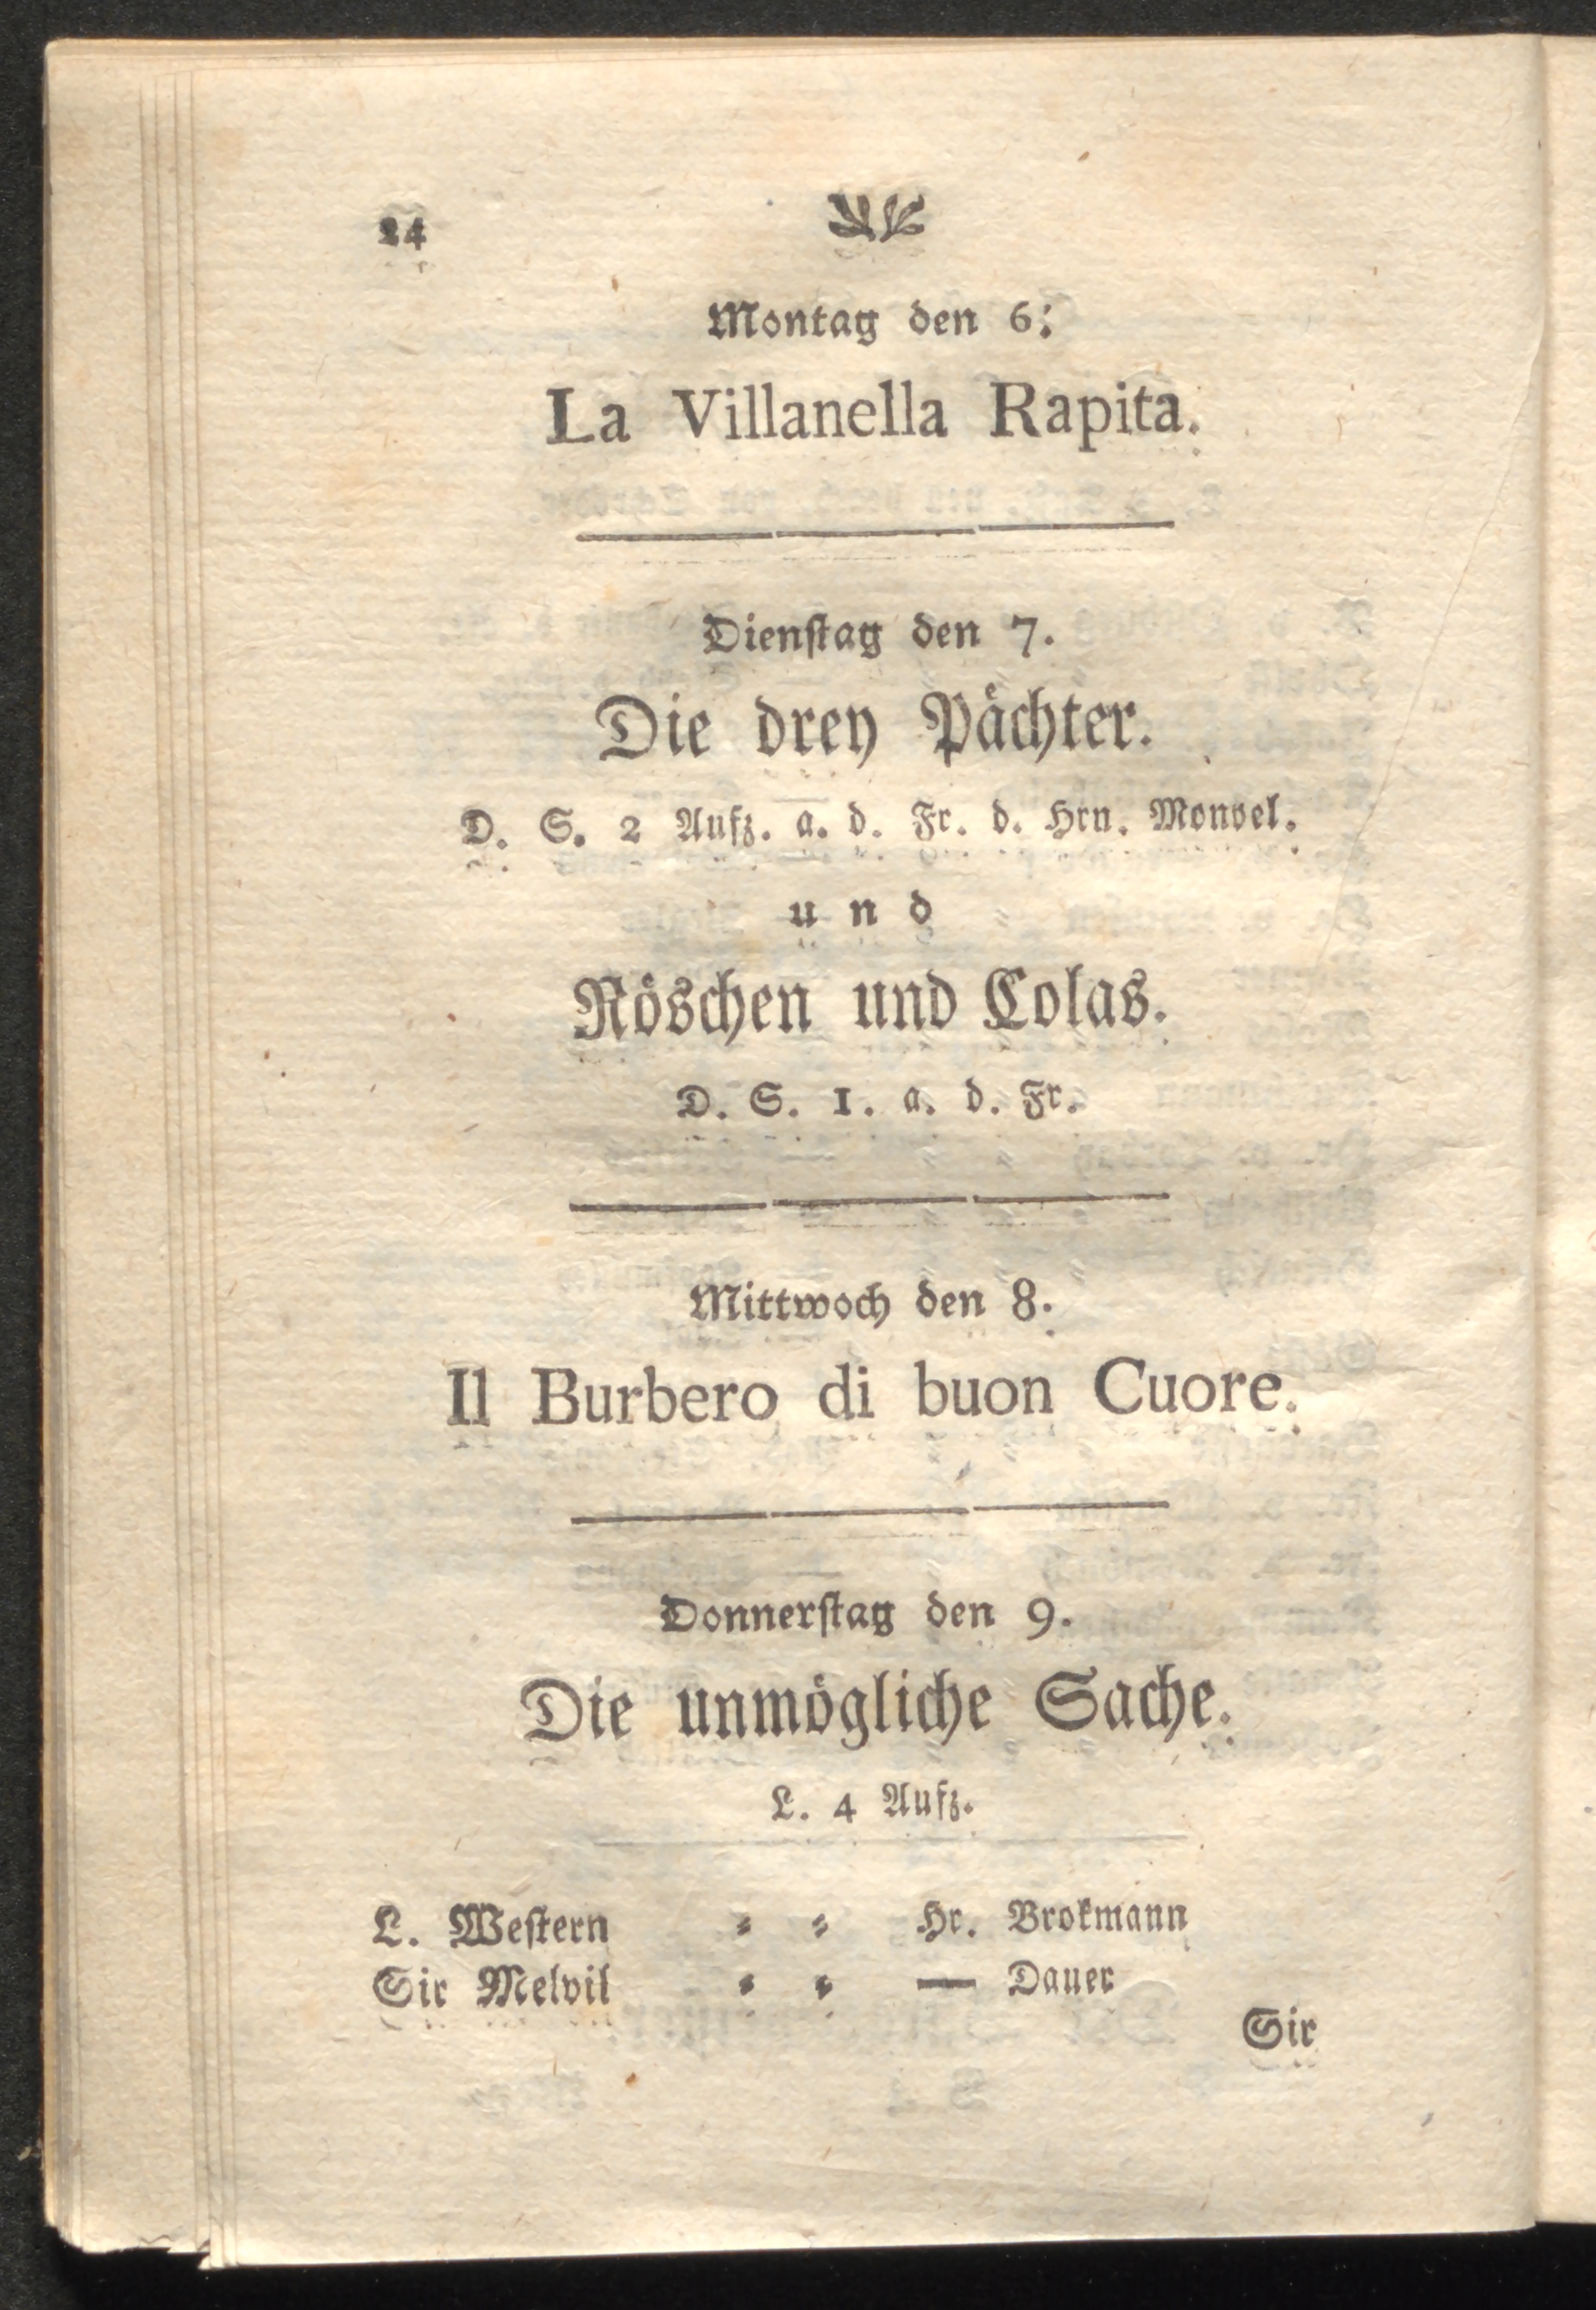 24
Montag den 6.
La Villanella Rapita.
Dienſtag den 7.
Die drey Pächter.
D. S. 2 Aufz. a. d. Fr. d. Hrn. Monvel.
und
Röschen und Colas.
D. S. 1. a. d. Fr.
Mittwoch den 8.
Il Burbero di buon Cuore.
Donnerſtag den 9.
Die unmögliche Sache.
L. 4 Aufz.
L. Weſtern = = Hr. Brokmann
Sir Melvil = = — Dauer
Sir